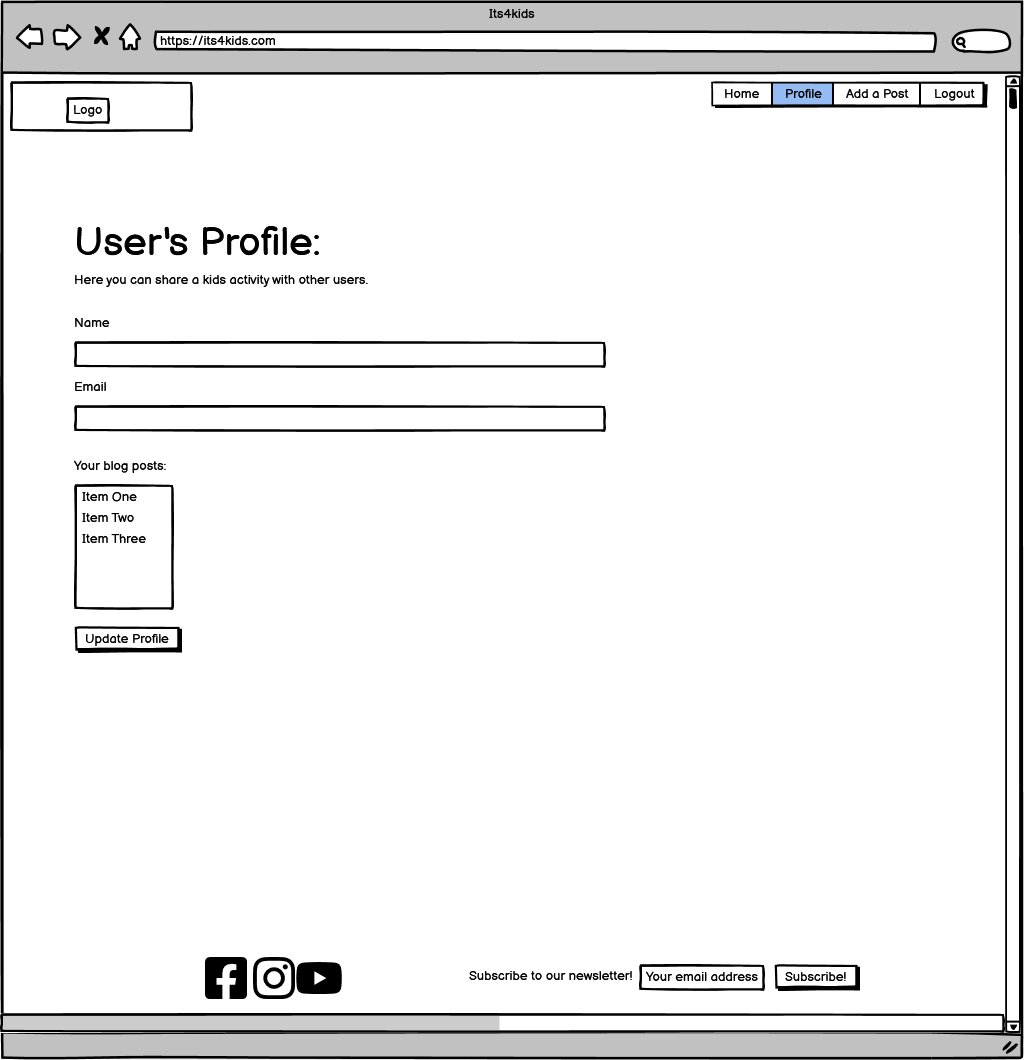 Its4kids
https://its4kids.com
Logo
Home Profile Add a Post Logout
User's Profile:
Here you can share a kids activity with other users.
Name
Email
Your blog posts:
Item One
Item Two
Item Three
Update Profile
Subscribe to our newsletter! Your email address Subscribe!